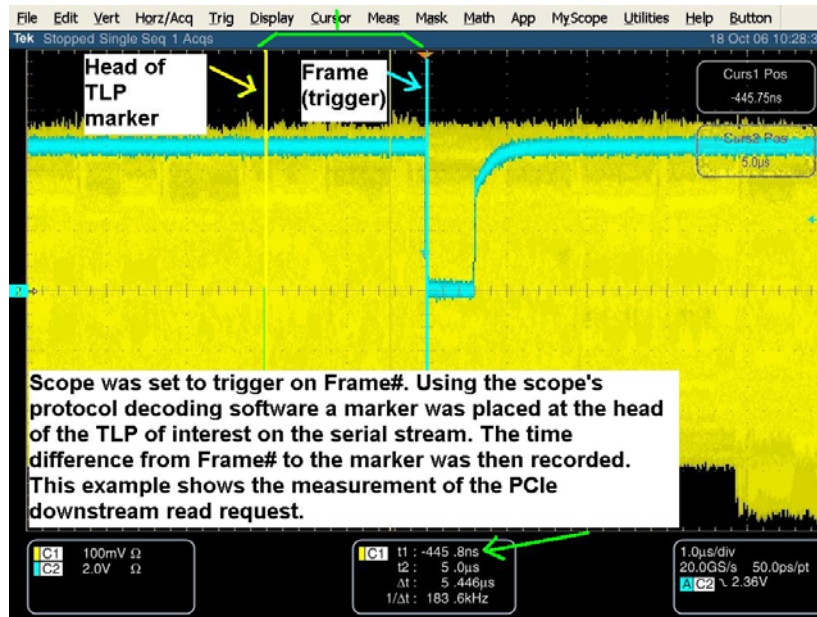 File Edit Vert Horz/Acq Trig Display Cursor Meas Mask Math App MyScope Utilities Help Button
Tek Stopped Single Seq 1 Acqs 18 Oct 06 10:28:3
Head of
TLP
marker
Frame
(trigger)
Curs1 Pos
-445.75ns
Curs2 Pos
5.0µs
2
Scope was set to trigger on Frame#. Using the scope's
protocol decoding software a marker was placed at the head
of the TLP of interest on the serial stream. The time
difference from Frame# to the marker was then recorded.
This example shows the measurement of the PCIe
downstream read request.
C1 100mV Ω
C2 2.0V Ω
C1 t1 : -445 .8ns
t2 : 5 .0µs
Δt : 5 .446µs
1/Δt : 183 .6kHz
1.0µs/div
20.0GS/s 50.0ps/pt
A C2 2.36V